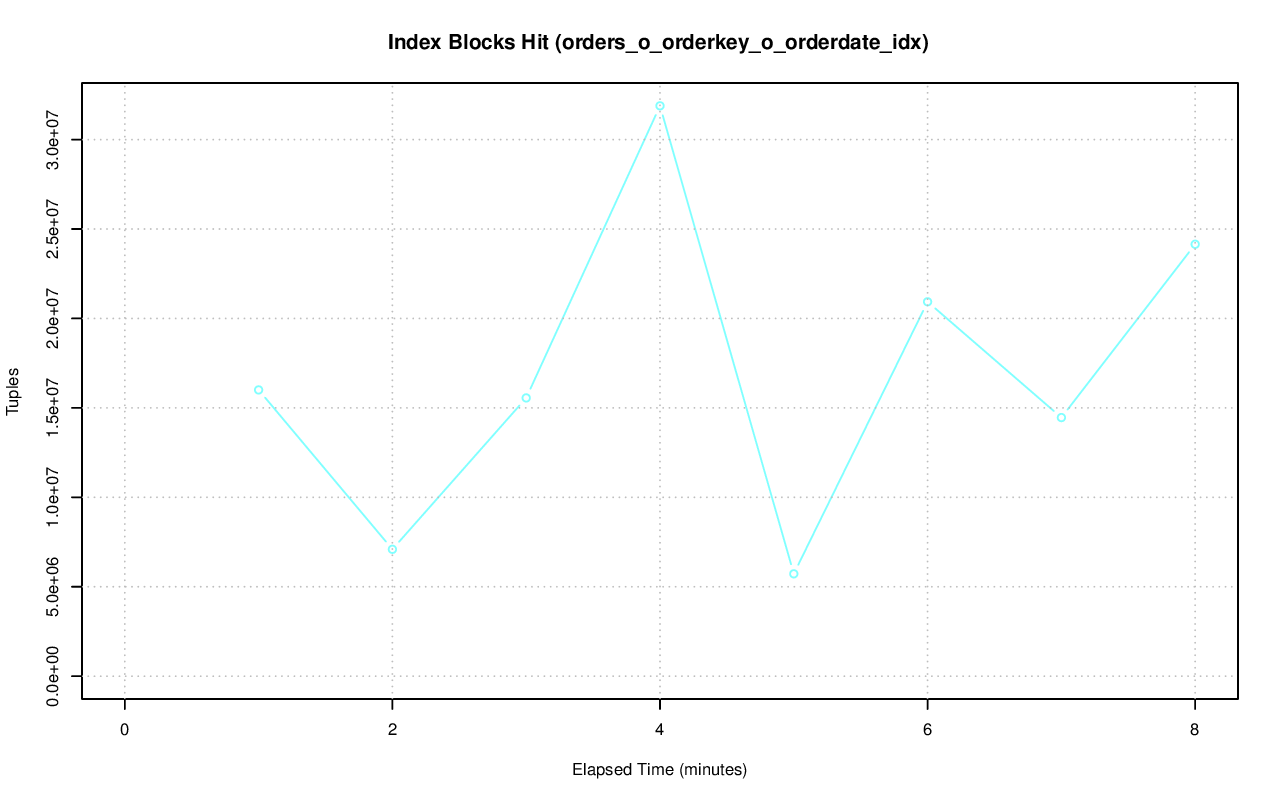 Index Blocks Hit (orders_o_orderkey_o_orderdate_idx)
Tuples
3.0e+07
2.5e+07
2.0e+07
1.5e+07
1.0e+07
5.0e+06
0.0e+00
0 2 4 6 8
Elapsed Time (minutes)